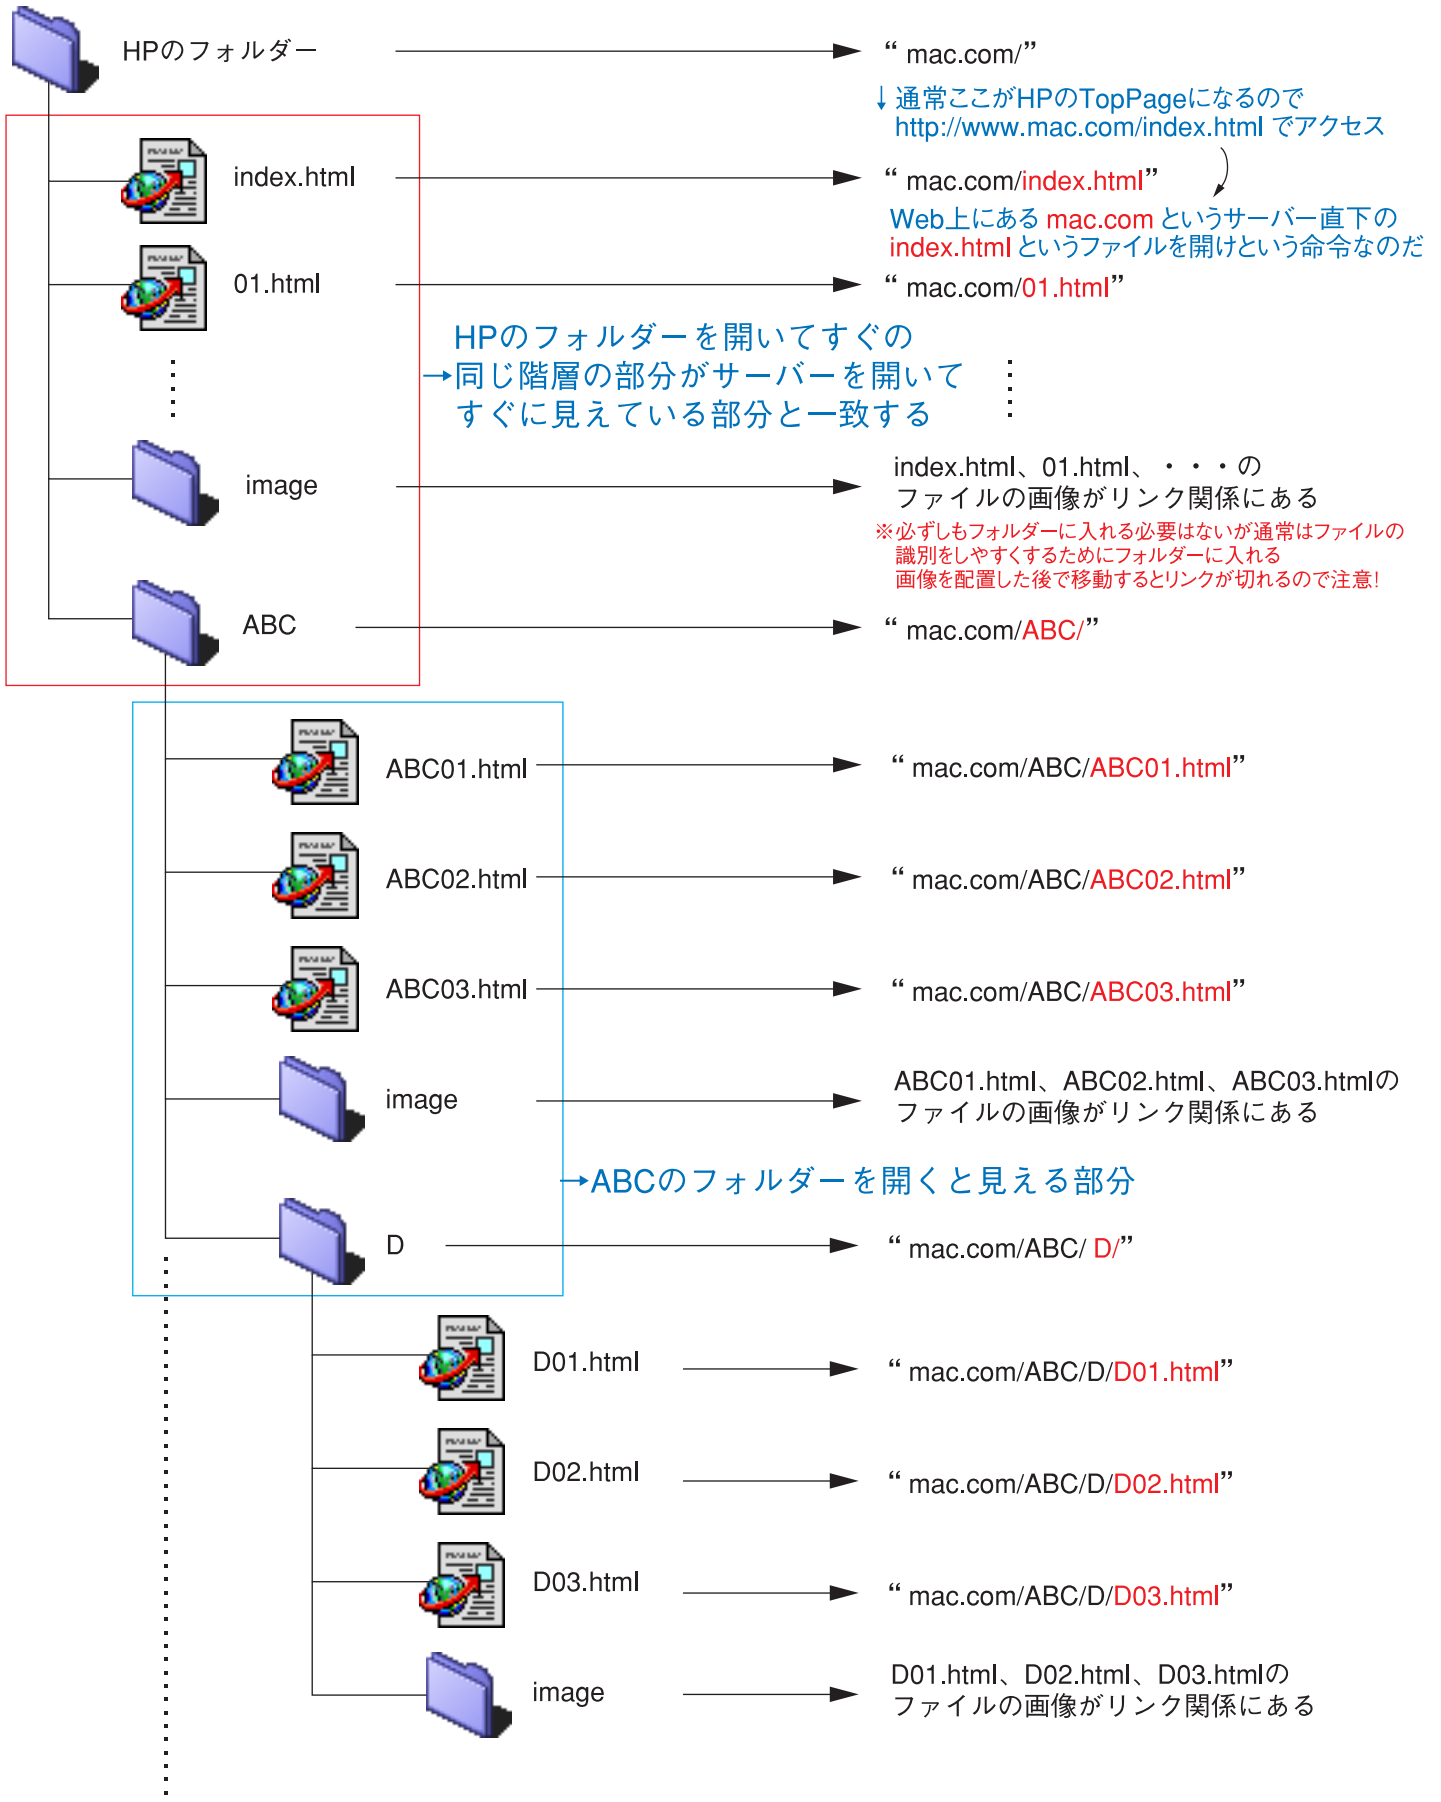 HPのフォルダー
“ mac.com/”
↓通常ここがHPのTopPageになるので
http://www.mac.com/index.html でアクセス
index.html
“ mac.com/index.html”
Web上にある mac.com というサーバー直下の
index.html というファイルを開けという命令なのだ
01.html
“ mac.com/01.html”
HPのフォルダーを開いてすぐの
→同じ階層の部分がサーバーを開いて
すぐに見えている部分と一致する
image
index.html、01.html、・・・の
ファイルの画像がリンク関係にある
※必ずしもフォルダーに入れる必要はないが通常はファイルの
識別をしやすくするためにフォルダーに入れる
画像を配置した後で移動するとリンクが切れるので注意!
ABC
“ mac.com/ABC/”
ABC01.html
“ mac.com/ABC/ABC01.html”
ABC02.html
“ mac.com/ABC/ABC02.html”
ABC03.html
“ mac.com/ABC/ABC03.html”
image
ABC01.html、ABC02.html、ABC03.htmlの
ファイルの画像がリンク関係にある
→ABCのフォルダーを開くと見える部分
D
“ mac.com/ABC/ D/”
D01.html
“ mac.com/ABC/D/D01.html”
D02.html
“ mac.com/ABC/D/D02.html”
D03.html
“ mac.com/ABC/D/D03.html”
image
D01.html、D02.html、D03.htmlの
ファイルの画像がリンク関係にある